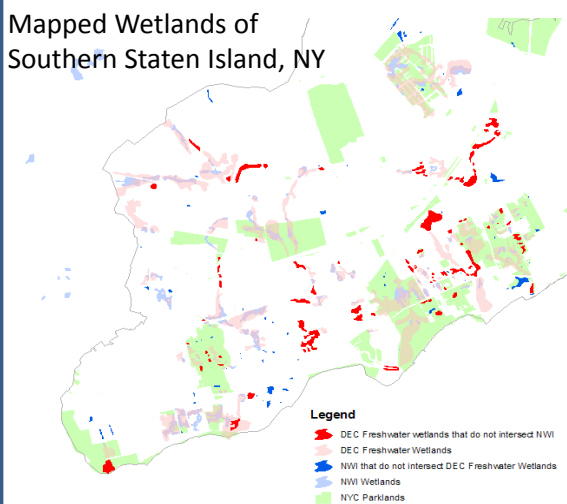 Mapped Wetlands of
Southern Staten Island, NY
Legend
DEC Freshwater wetlands that do not intersect NWI
DEC Freshwater Wetlands
NWI that do not intersect DEC Freshwater Wetlands
NWI Wetlands
NYC Parklands